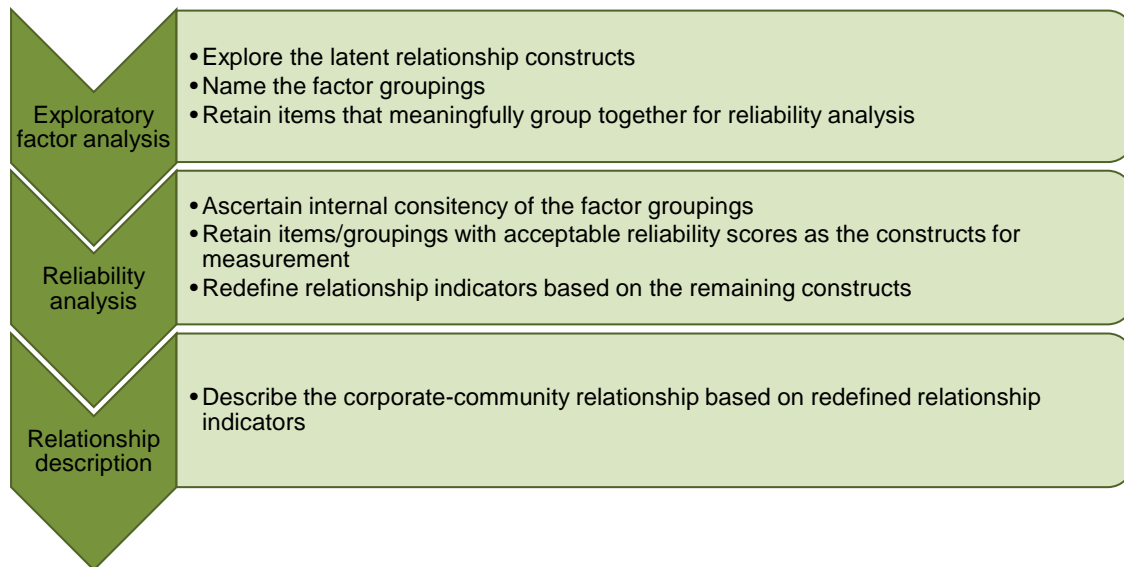 Exploratory
factor analysis
•Explore the latent relationship constructs
•Name the factor groupings
•Retain items that meaningfully group together for reliability analysis
Reliability
analysis
•Ascertain internal consitency of the factor groupings
•Retain items/groupings with acceptable reliability scores as the constructs for
measurement
•Redefine relationship indicators based on the remaining constructs
Relationship
description
•Describe the corporate-community relationship based on redefined relationship
indicators